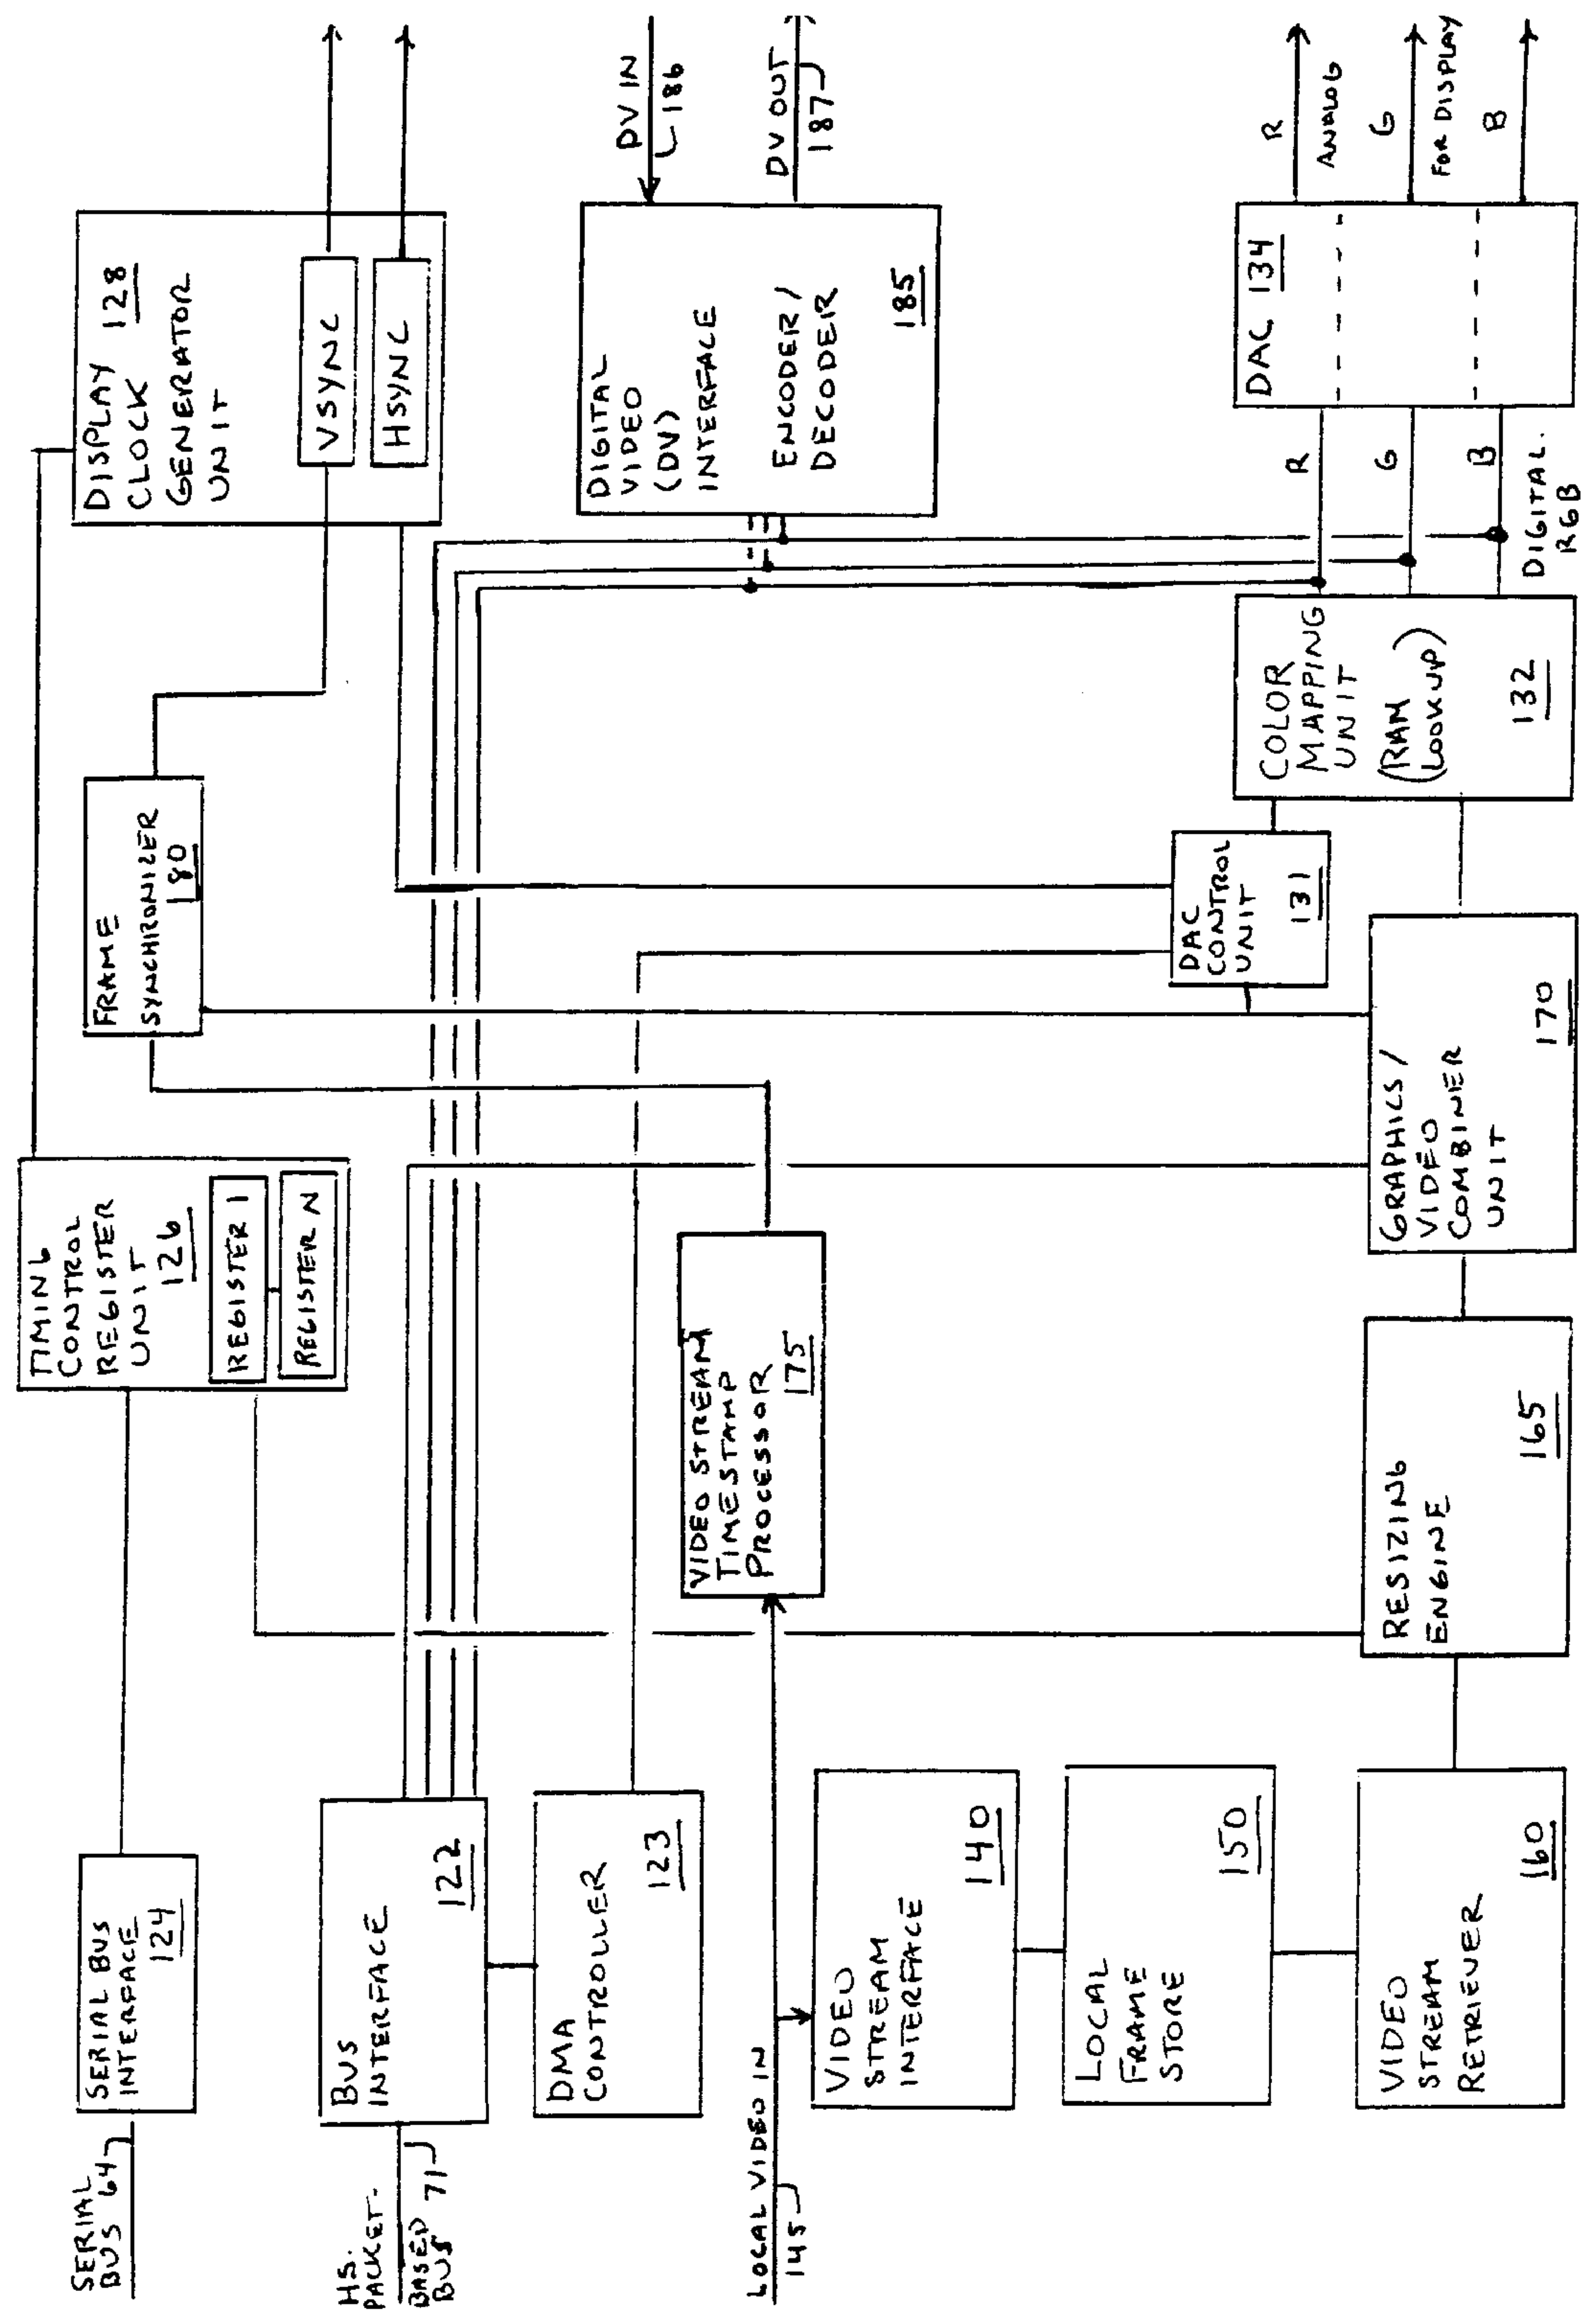 SERIAL
BUS 64
SERIAL BUS
INTERFACE
124
TIMING
CONTROL
REGISTER
UNIT
126
REGISTER 1
REGISTER N
FRAME
SYNCHRONIZER
180
DISPLAY
CLOCK 128
GENERATOR
UNIT
VSYNC
HSYNC
HS.
PACKET-
BASED 71
BUS
BUS
INTERFACE
122
DMA
CONTROLLER
123
DIGITAL
VIDEO
(DV)
INTERFACE
ENCODER/
DECODER
185
DV IN
186
DV OUT
187
LOCAL VIDEO IN
145
VIDEO STREAM
TIMESTAMP
PROCESSOR
175
VIDEO
STREAM
INTERFACE
140
LOCAL
FRAME
STORE
150
VIDEO
STREAM
RETRIEVER
160
RESIZING
ENGINE
165
GRAPHICS/
VIDEO
COMBINER
UNIT
170
DAC
CONTROL
UNIT
131
COLOR
MAPPING
UNIT
(RAM
LOOKUP)
132
R
G
B
DIGITAL.
RGB
DAC 134
R
ANALOG
G
FOR DISPLAY
B